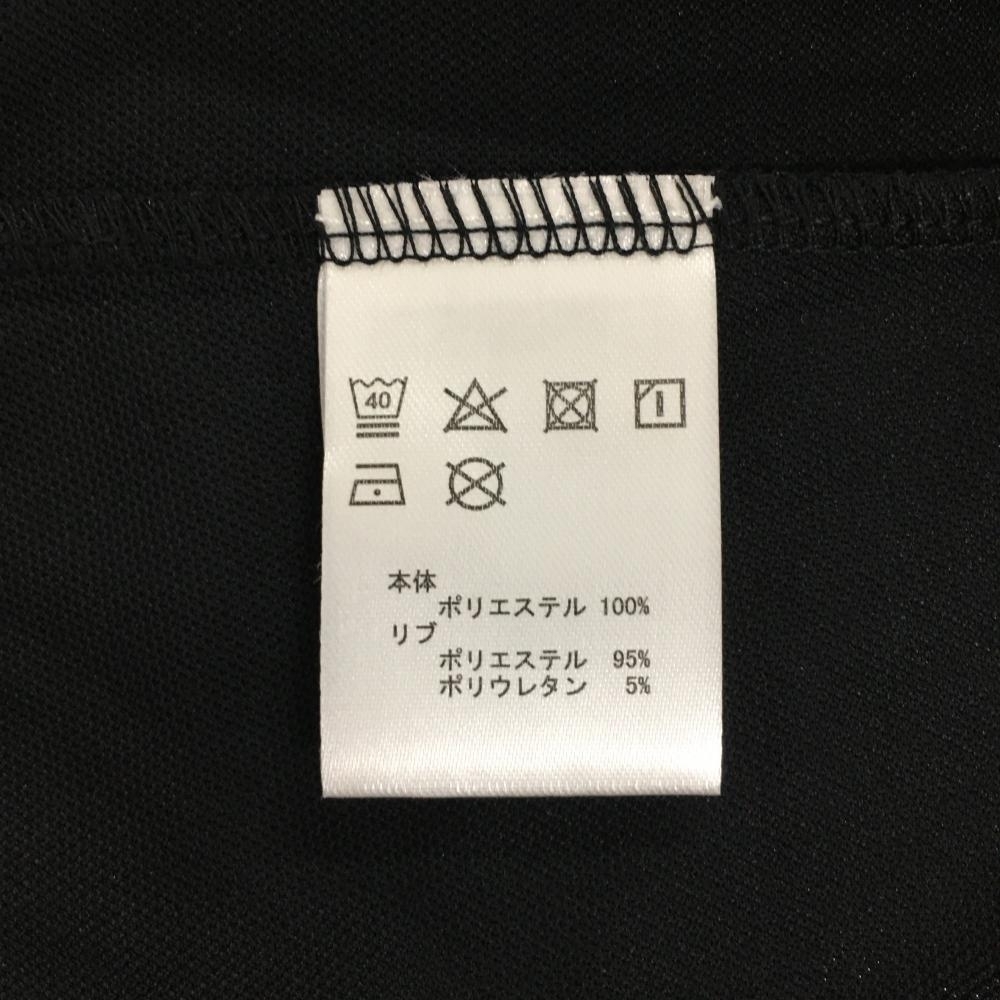 40
本体
ポリエステル 100%
リブ
ポリエステル 95%
ポリウレタン 5%